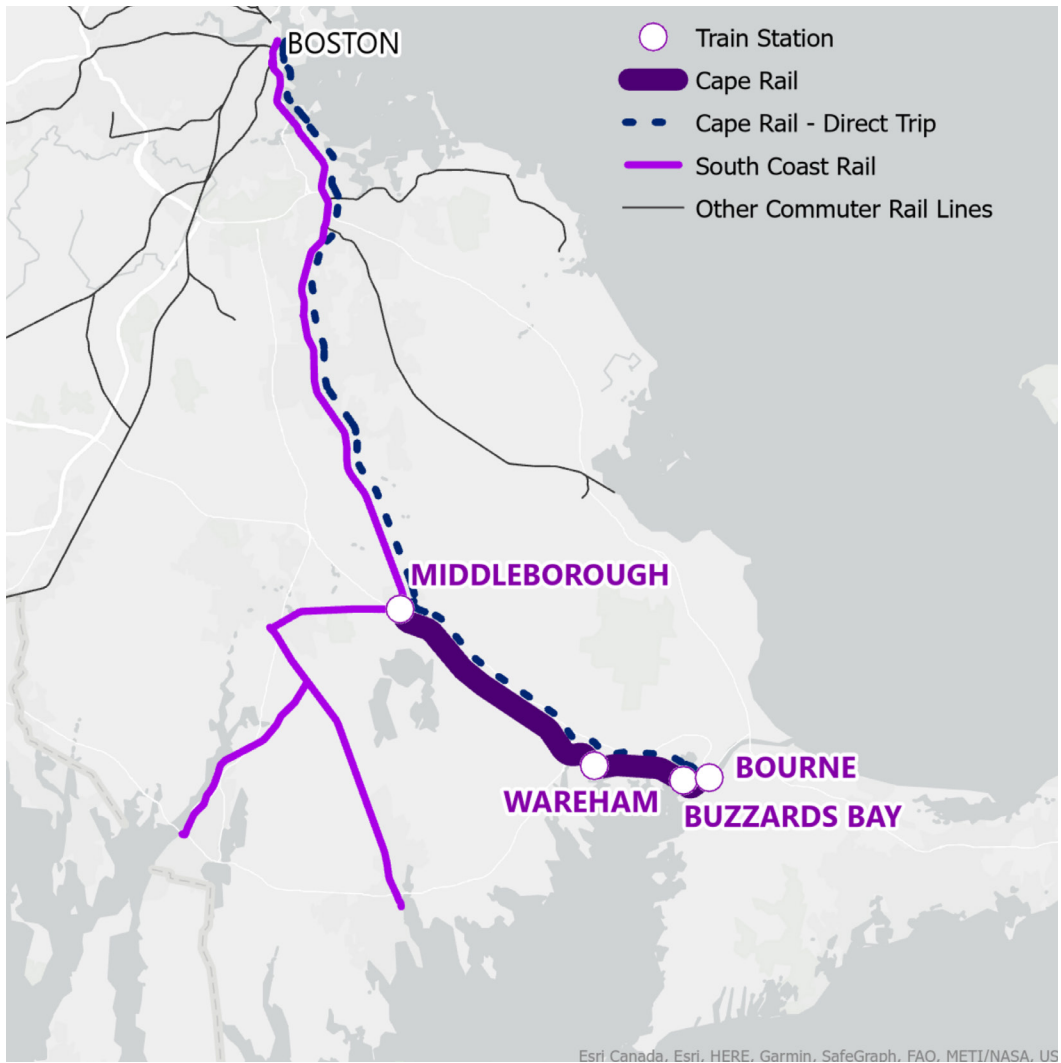 BOSTON
Train Station
Cape Rail
Cape Rail - Direct Trip
South Coast Rail
Other Commuter Rail Lines
MIDDLEBOROUGH
BOURNE
WAREHAM
BUZZARDS BAY
Esri Canada, Esri, HERE, Garmin, SafeGraph, FAO, METI/NASA, US